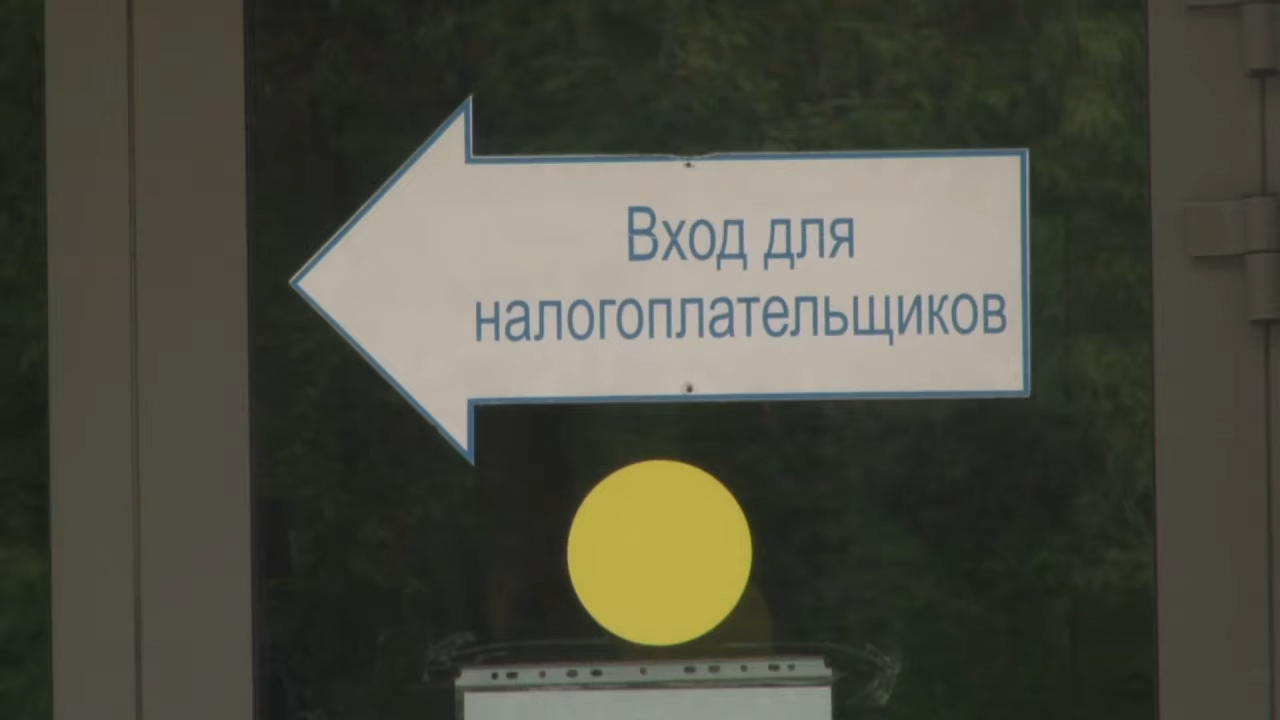 Вход для
налогоплательщиков